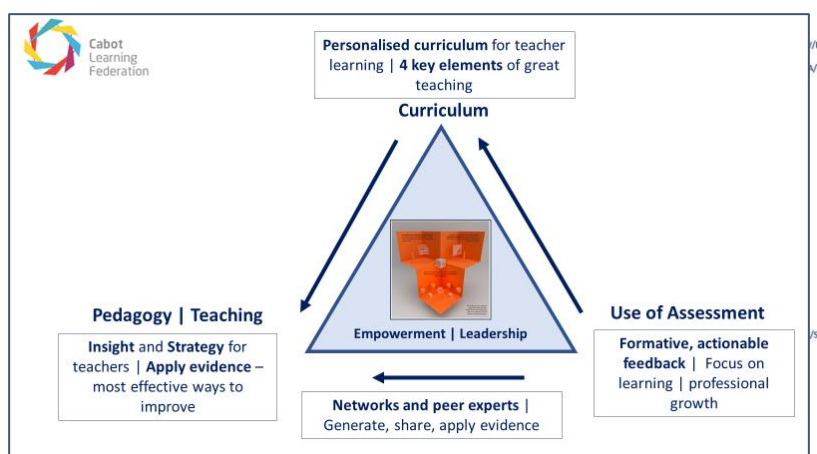 Cabot
Learning
Federation
Personalised curriculum for teacher
learning | 4 key elements of great
teaching
Curriculum
Pedagogy | Teaching
Insight and Strategy for
teachers | Apply evidence –
most effective ways to
improve
Empowerment | Leadership
Use of Assessment
Formative, actionable
feedback | Focus on
learning | professional
growth
Networks and peer experts |
Generate, share, apply evidence